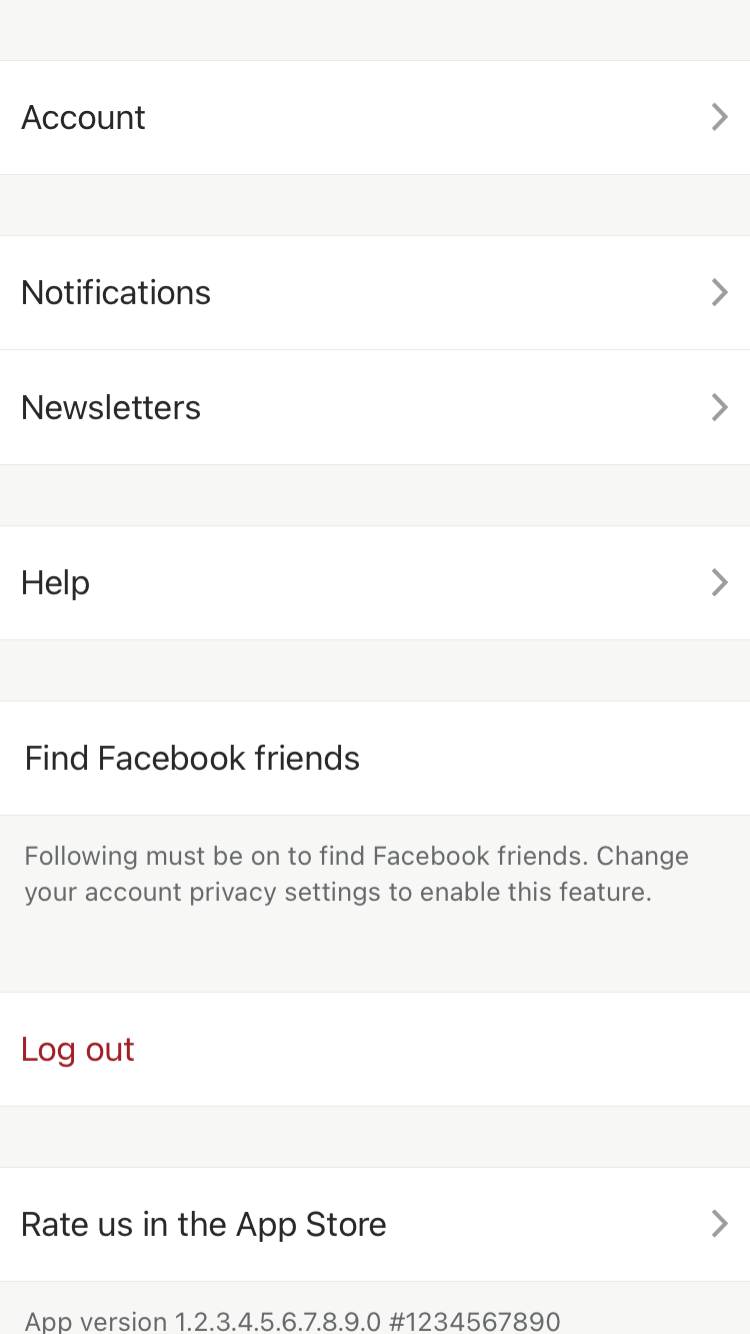 Account
Notifications
Newsletters
Help
Find Facebook friends
Following must be on to find Facebook friends. Change
your account privacy settings to enable this feature.
Log out
Rate us in the App Store
App version 1.2.3.4.5.6.7.8.9.0 #1234567890